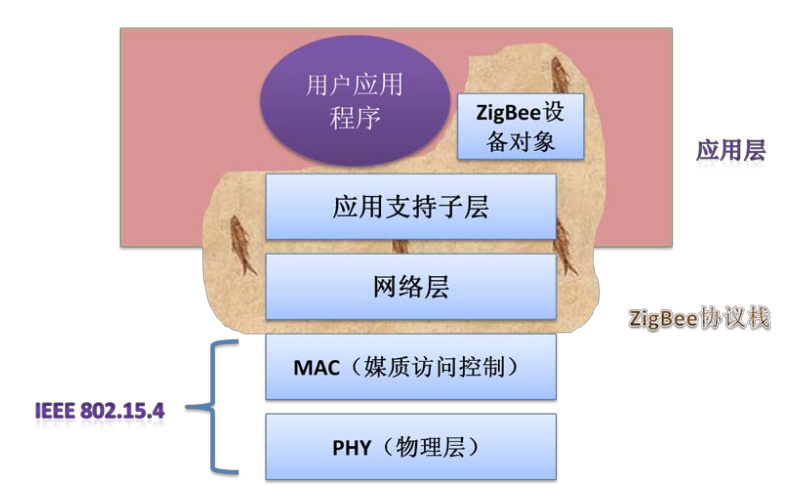 用户应用
程序
ZigBee设
备对象
应用层
应用支持子层
网络层
ZigBee协议栈
MAC（媒质访问控制）
IEEE 802.15.4
PHY（物理层）